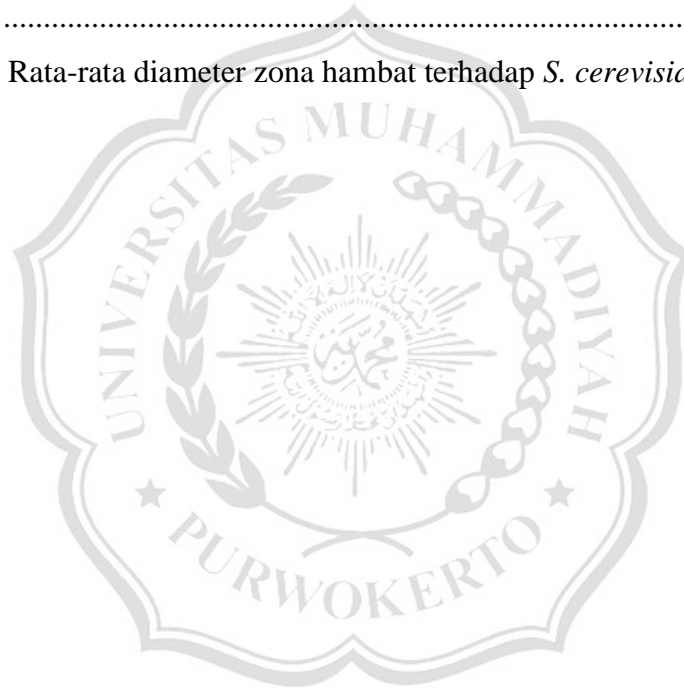 ....................................................................................
Rata-rata diameter zona hambat terhadap S. cerevisia
UNIVERSITAS MUHAMMADIYAH
PURWOKERTO